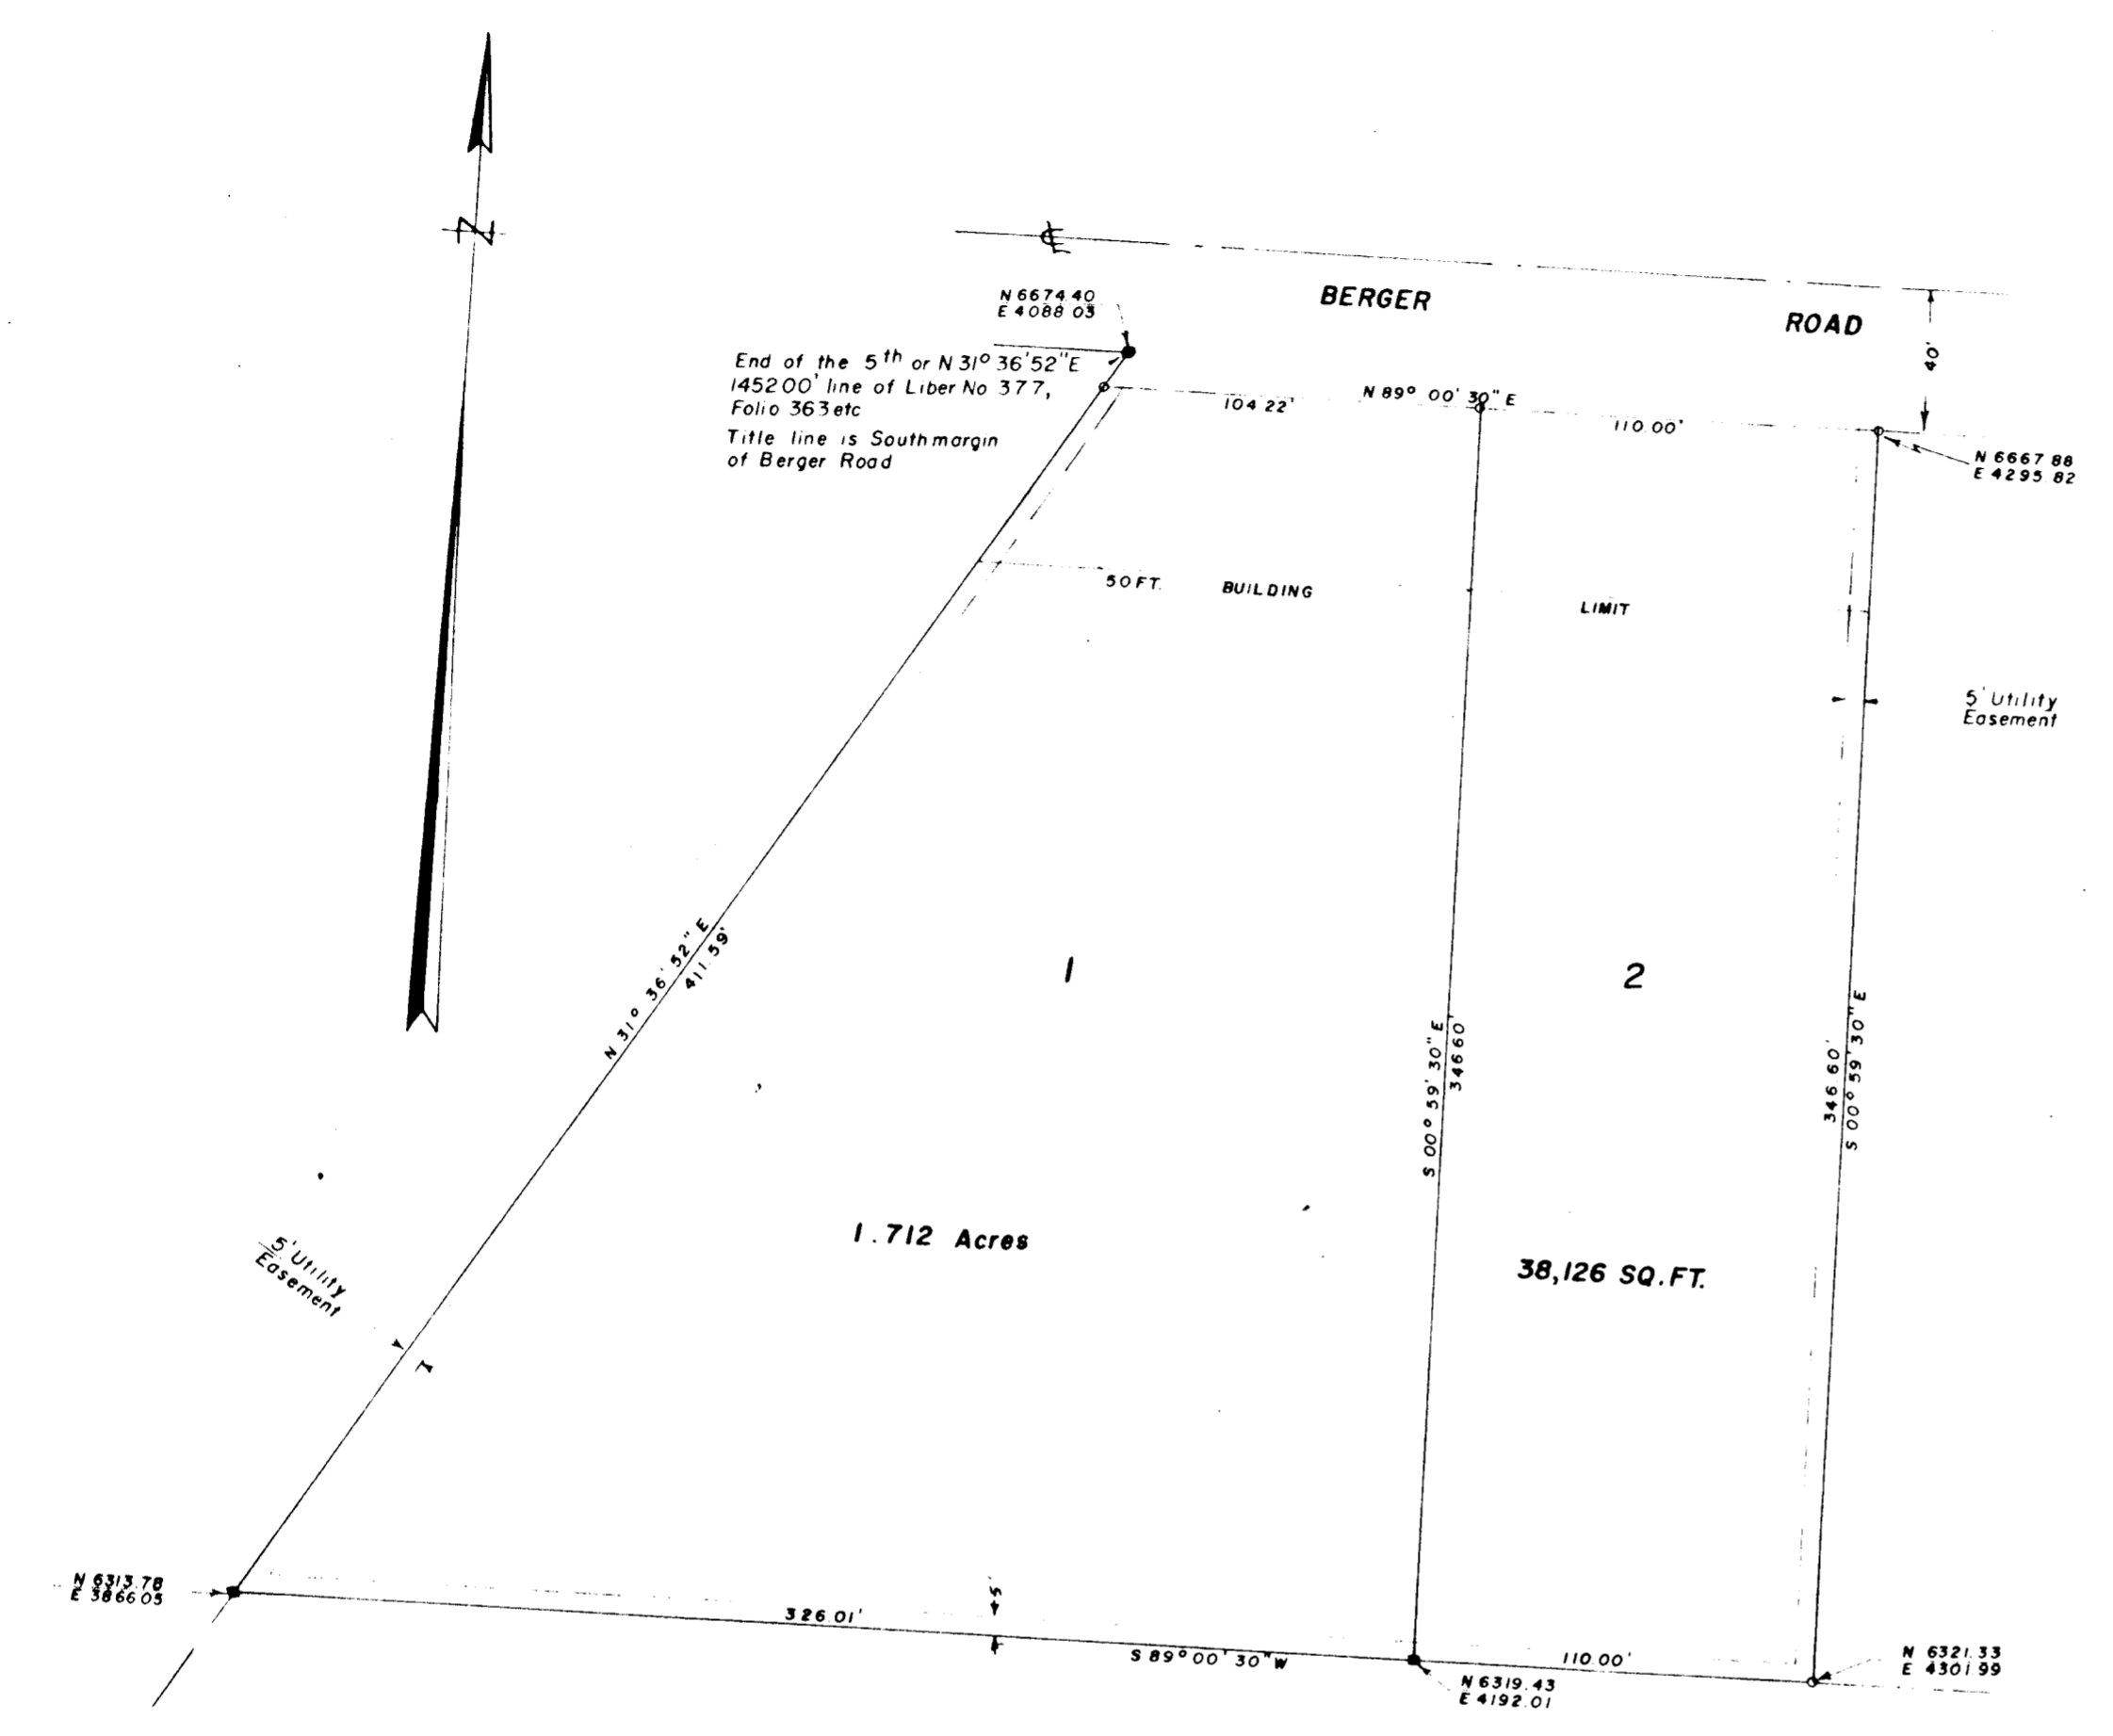 N
℄
BERGER ROAD
40'
N 6674.40
E 4088 03
End of the 5th or N 31° 36' 52" E
1452 00' line of Liber No 377,
Folio 363 etc
Title line is South margin
of Berger Road
104 22'
N 89° 00' 30" E
110.00'
N 6667 88
E 4295.82
50 FT. BUILDING LIMIT
5' Utility
Easement
N 31° 36' 52" E
411.59'
1
2
S 00° 59' 30" E
346 60'
346 60'
S 00° 59' 30" E
1.712 Acres
38,126 SQ.FT.
5' Utility
Easement
N 6313.78
E 3866 05
326.01'
5'
S 89° 00' 30" W
110.00'
N 6319.43
E 4192.01
N 6321.33
E 4301.99